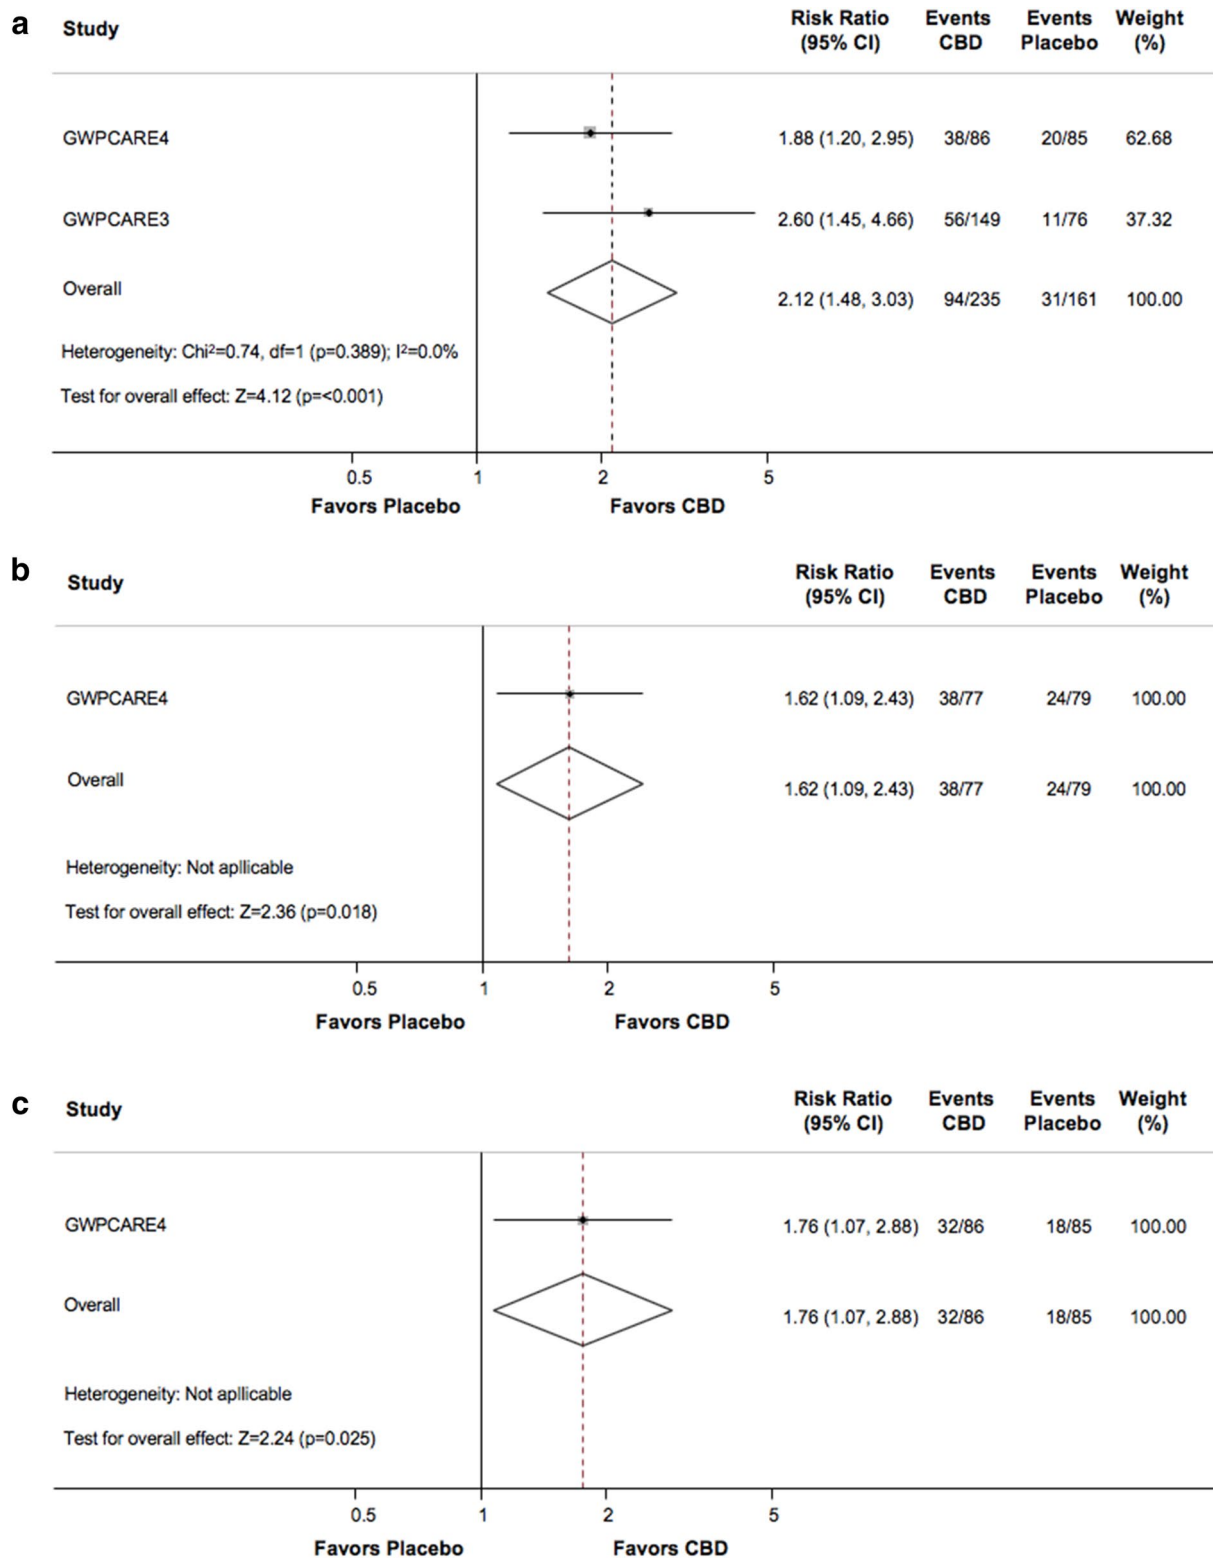 a
Study Risk Ratio Events Events Weight
(95% CI) CBD Placebo (%)
GWPCARE4 1.88 (1.20, 2.95) 38/86 20/85 62.68
GWPCARE3 2.60 (1.45, 4.66) 56/149 11/76 37.32
Overall 2.12 (1.48, 3.03) 94/235 31/161 100.00
Heterogeneity: Chi²=0.74, df=1 (p=0.389); I²=0.0%
Test for overall effect: Z=4.12 (p=<0.001)
0.5 1 2 5
Favors Placebo Favors CBD
b
Study Risk Ratio Events Events Weight
(95% CI) CBD Placebo (%)
GWPCARE4 1.62 (1.09, 2.43) 38/77 24/79 100.00
Overall 1.62 (1.09, 2.43) 38/77 24/79 100.00
Heterogeneity: Not apllicable
Test for overall effect: Z=2.36 (p=0.018)
0.5 1 2 5
Favors Placebo Favors CBD
c
Study Risk Ratio Events Events Weight
(95% CI) CBD Placebo (%)
GWPCARE4 1.76 (1.07, 2.88) 32/86 18/85 100.00
Overall 1.76 (1.07, 2.88) 32/86 18/85 100.00
Heterogeneity: Not apllicable
Test for overall effect: Z=2.24 (p=0.025)
0.5 1 2 5
Favors Placebo Favors CBD